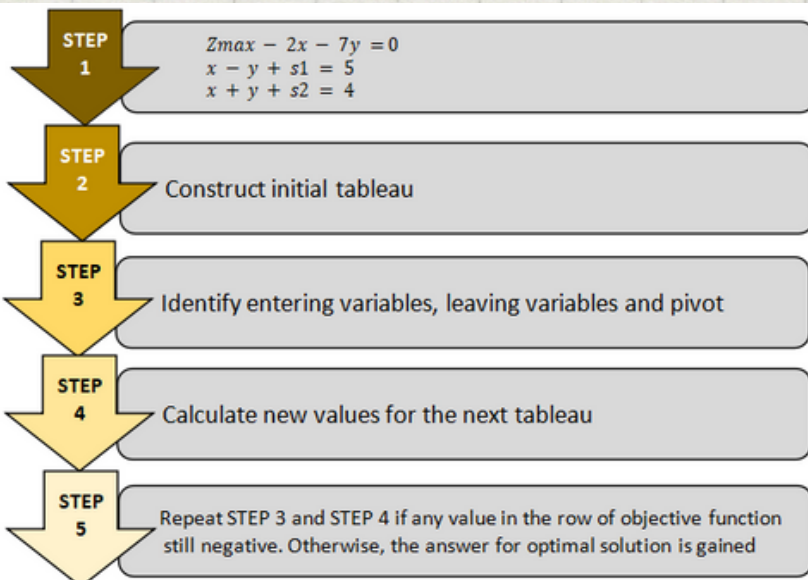 STEP
1
Zmax − 2x − 7y = 0
x − y + s1 = 5
x + y + s2 = 4
STEP
2
Construct initial tableau
STEP
3
Identify entering variables, leaving variables and pivot
STEP
4
Calculate new values for the next tableau
STEP
5
Repeat STEP 3 and STEP 4 if any value in the row of objective function
still negative. Otherwise, the answer for optimal solution is gained